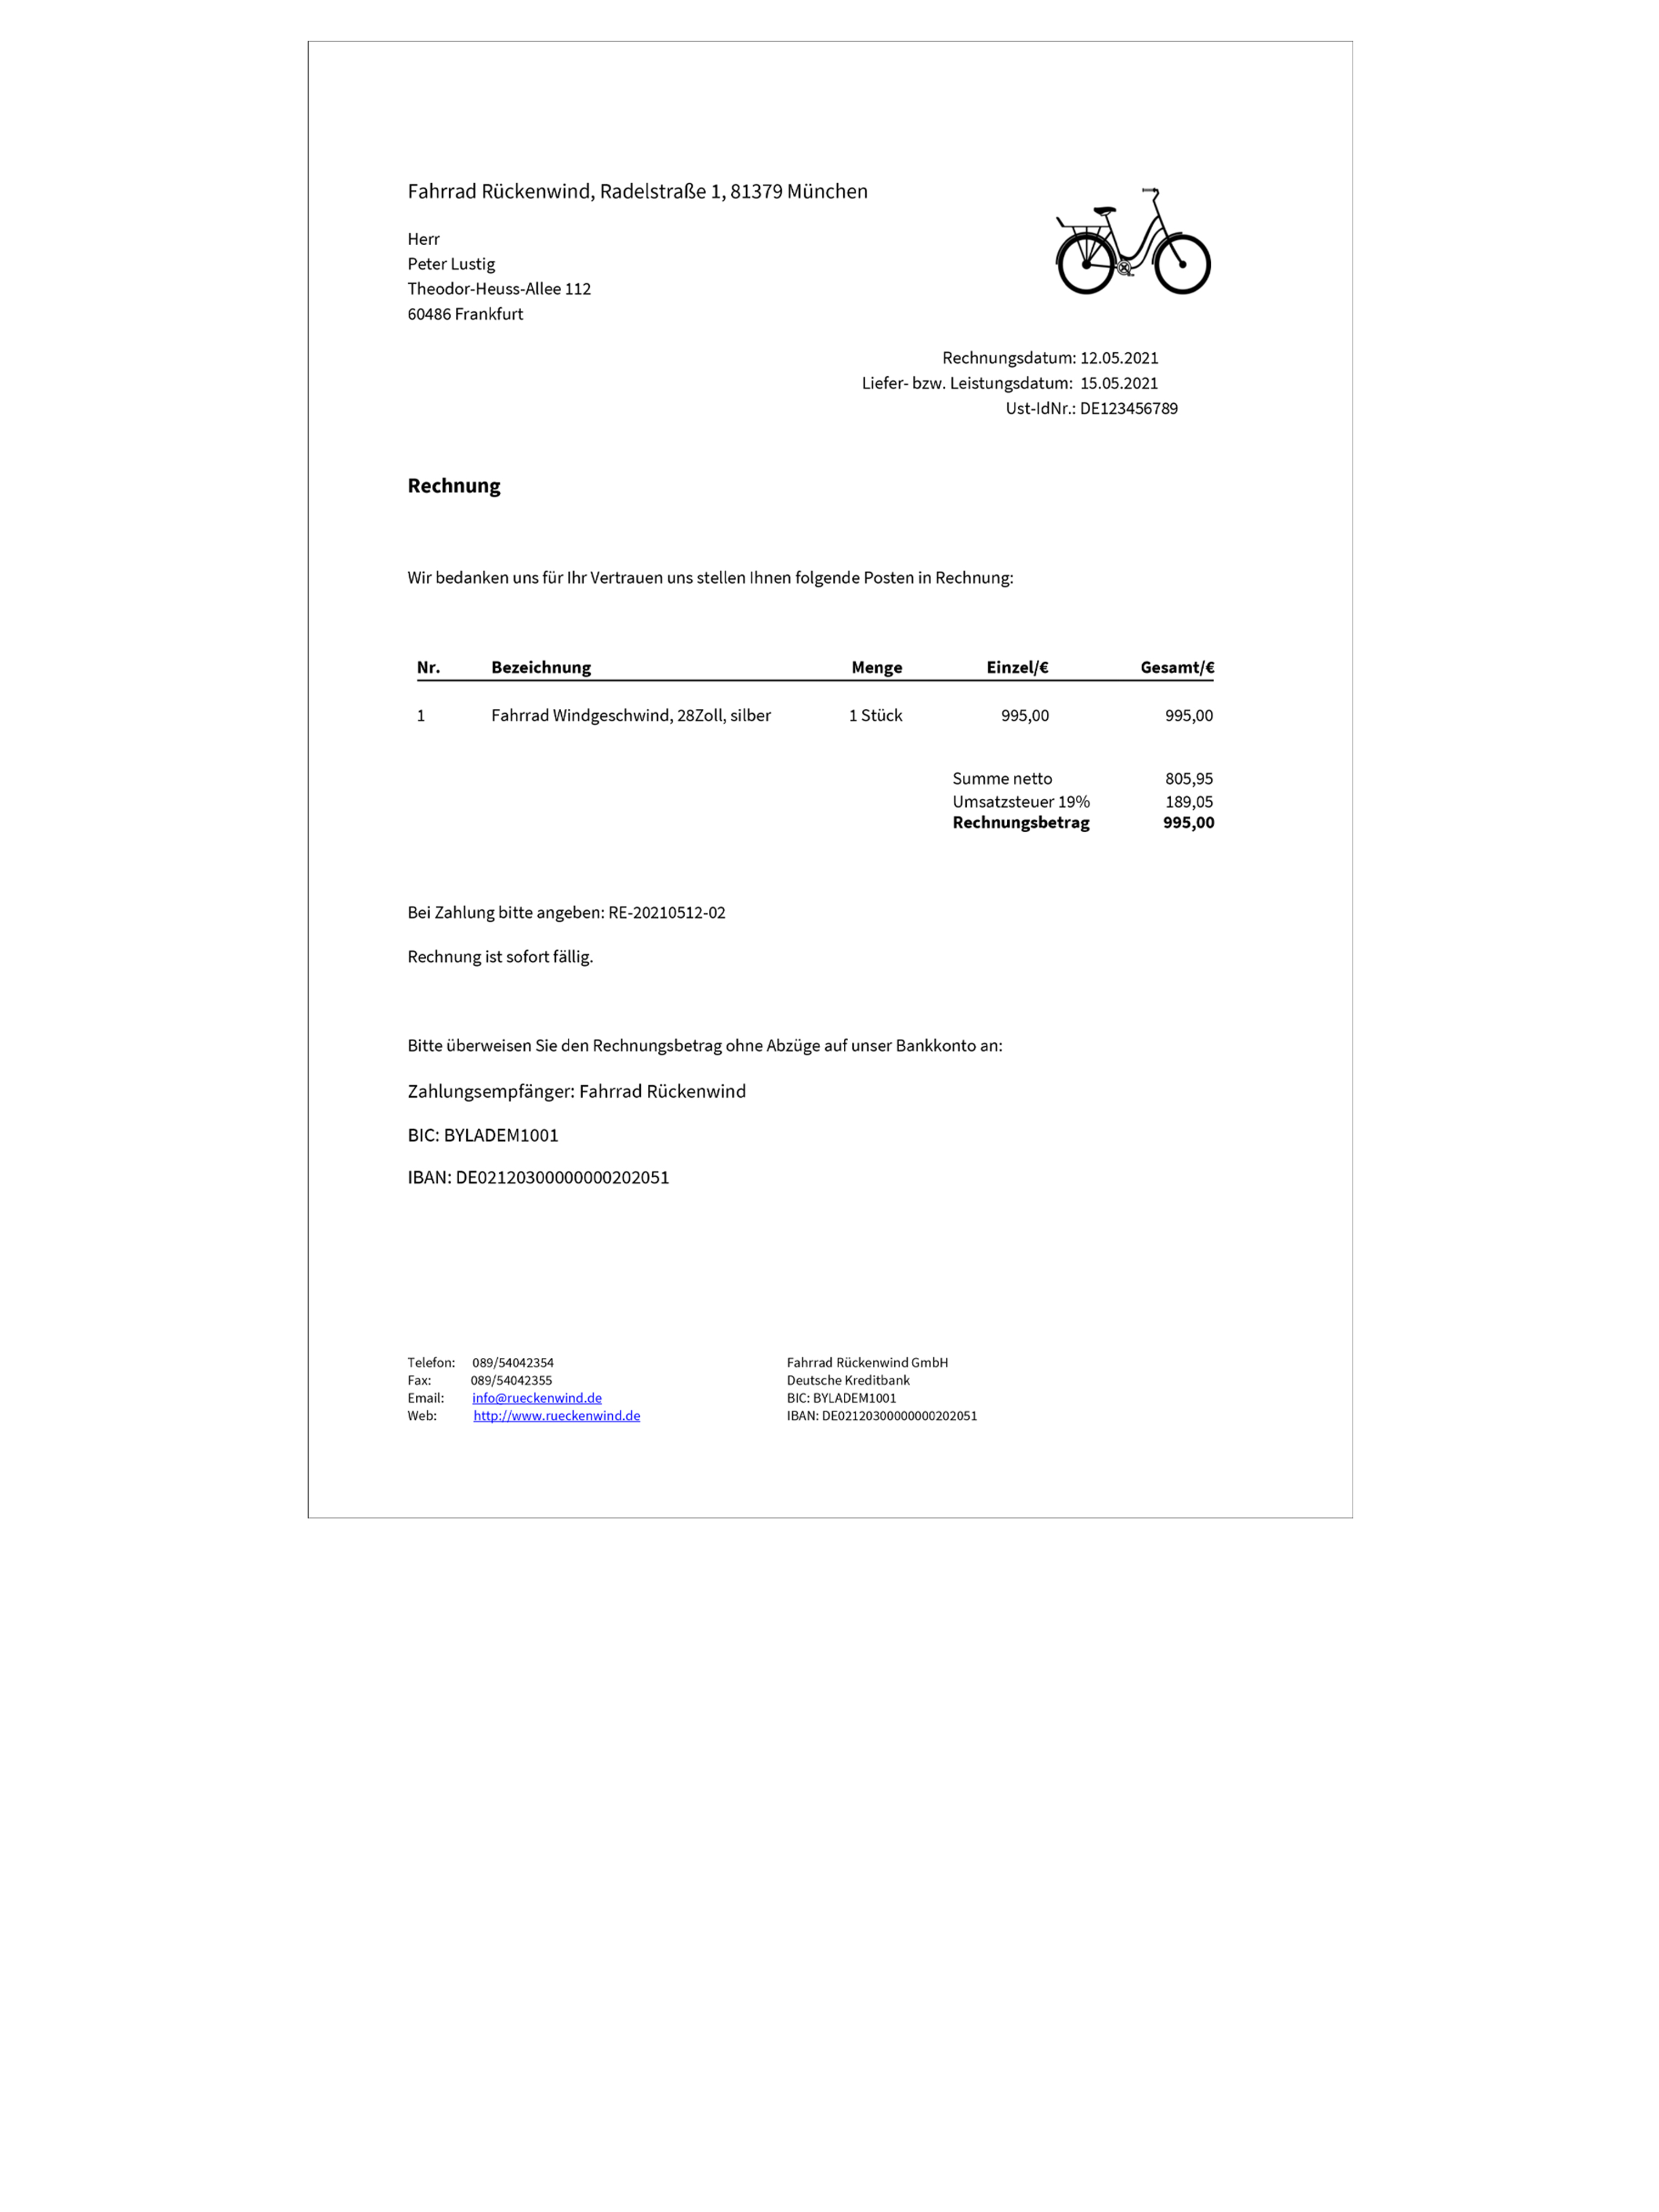 Fahrrad Rückenwind, Radelstraße 1, 81379 München
Herr
Peter Lustig
Theodor-Heuss-Allee 112
60486 Frankfurt
Rechnungsdatum: 12.05.2021
Liefer- bzw. Leistungsdatum: 15.05.2021
Ust-IdNr.: DE123456789
Rechnung
Wir bedanken uns für Ihr Vertrauen uns stellen Ihnen folgende Posten in Rechnung:
Nr. Bezeichnung Menge Einzel/€ Gesamt/€
1 Fahrrad Windgeschwind, 28Zoll, silber 1 Stück 995,00 995,00
Summe netto 805,95
Umsatzsteuer 19% 189,05
Rechnungsbetrag 995,00
Bei Zahlung bitte angeben: RE-20210512-02
Rechnung ist sofort fällig.
Bitte überweisen Sie den Rechnungsbetrag ohne Abzüge auf unser Bankkonto an:
Zahlungsempfänger: Fahrrad Rückenwind
BIC: BYLADEM1001
IBAN: DE02120300000000202051
Telefon: 089/54042354
Fax: 089/54042355
Email: info@rueckenwind.de
Web: http://www.rueckenwind.de
Fahrrad Rückenwind GmbH
Deutsche Kreditbank
BIC: BYLADEM1001
IBAN: DE02120300000000202051